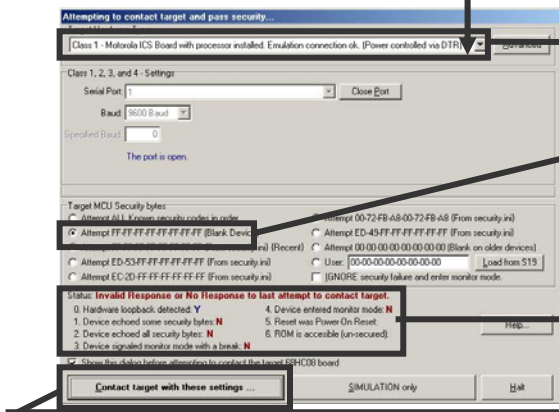 Attempting to contact target and pass security...
Class 1 - Motorola ICS Board with processor installed. Emulation connection ok. (Power controlled via DTR)
Advanced
Class 1, 2, 3, and 4 - Settings
Serial Port: 1
Close Port
Baud: 9600 Baud
Specified Baud: 0
The port is open.
Target MCU Security bytes
Attempt ALL Known security codes in order
Attempt 00-72-FB-A8-00-72-FB-A8 (From security.ini)
Attempt FF-FF-FF-FF-FF-FF-FF-FF (Blank Device
Attempt ED-49-FF-FF-FF-FF-FF-FF (From security.ini)
(Recent)
Attempt 00-00-00-00-00-00-00-00 (Blank on older devices)
Attempt ED-53-FF-FF-FF-FF-FF-FF (From security.ini)
User: 00-00-00-00-00-00-00-00
Load from S19
Attempt EC-2D-FF-FF-FF-FF-FF-FF (From security.ini)
IGNORE security failure and enter monitor mode.
Status: Invalid Response or No Response to last attempt to contact target.
0. Hardware loopback detected: Y
4. Device entered monitor mode: N
1. Device echoed some security bytes: N
5. Reset was Power-On Reset:
2. Device echoed all security bytes: N
6. ROM is accesible (un-secured):
3. Device signaled monitor mode with a break: N
Help...
Show this dialog before attempting to contact the target 68HC08 board
Contact target with these settings ...
SIMULATION only
Halt